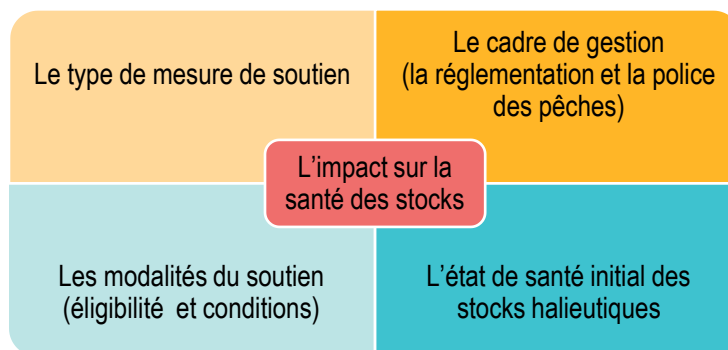 Le type de mesure de soutien
Le cadre de gestion
(la réglementation et la police
des pêches)
L'impact sur la
santé des stocks
Les modalités du soutien
(éligibilité et conditions)
L'état de santé initial des
stocks halieutiques